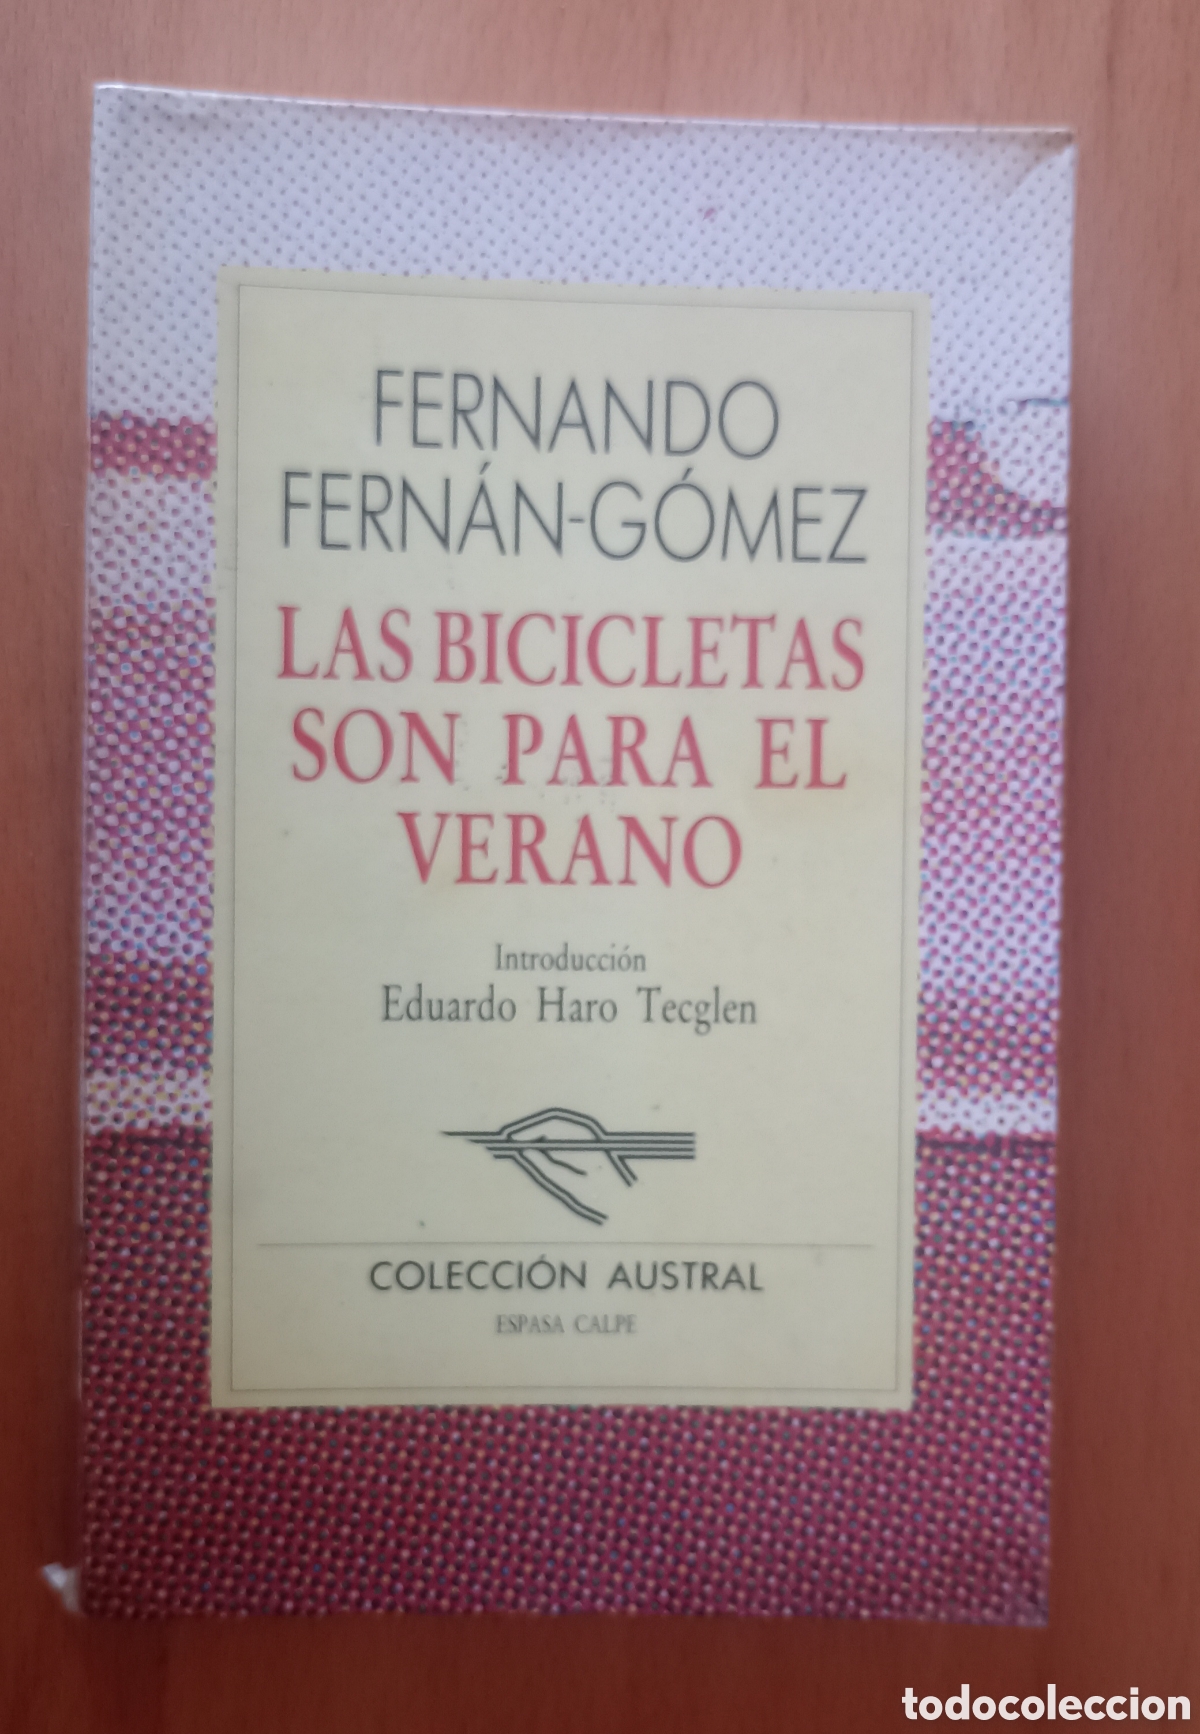 FERNANDO
FERNÁN-GÓMEZ
LAS BICICLETAS
SON PARA EL
VERANO
Introducción
Eduardo Haro Tecglen
COLECCIÓN AUSTRAL
ESPASA CALPE
todocoleccion